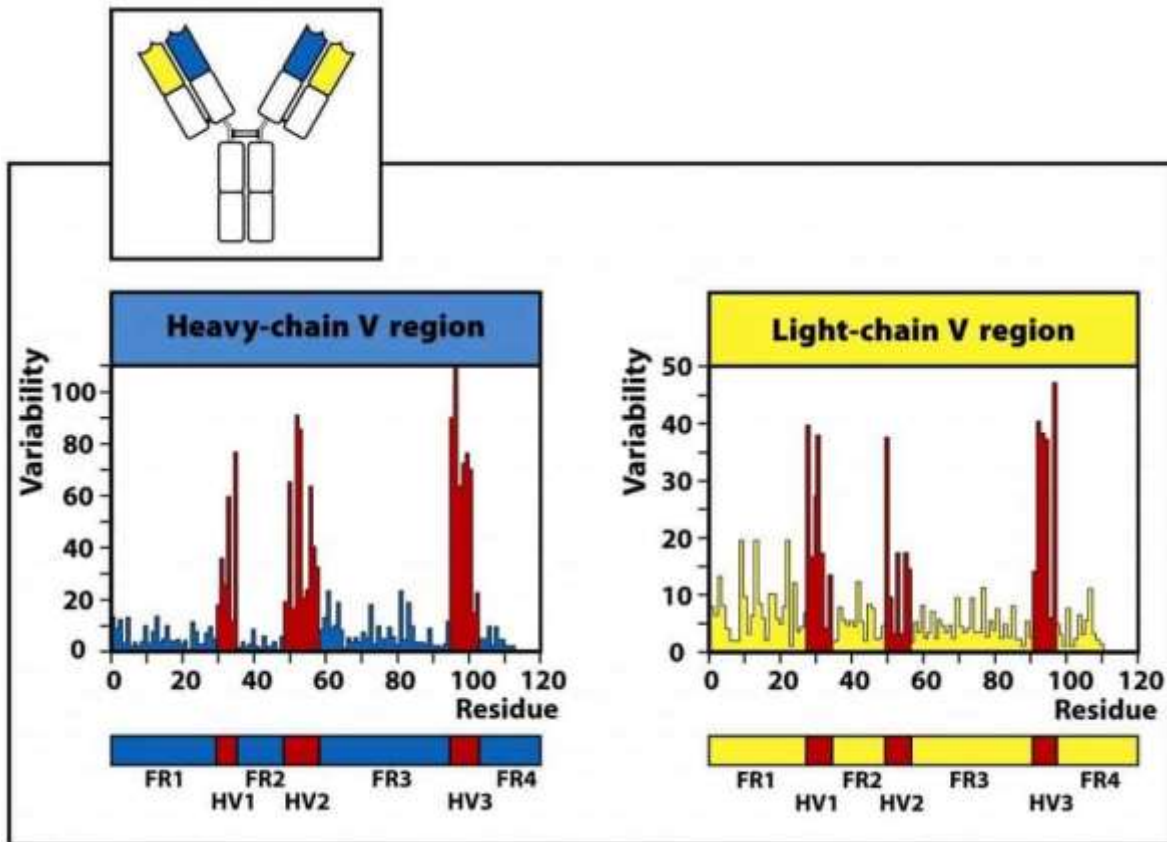 Heavy-chain V region
Variability
100
80
60
40
20
0
0 20 40 60 80 100 120
Residue
FR1 FR2 FR3 FR4
HV1 HV2 HV3
Light-chain V region
Variability
50
40
30
20
10
0
0 20 40 60 80 100 120
Residue
FR1 FR2 FR3 FR4
HV1 HV2 HV3